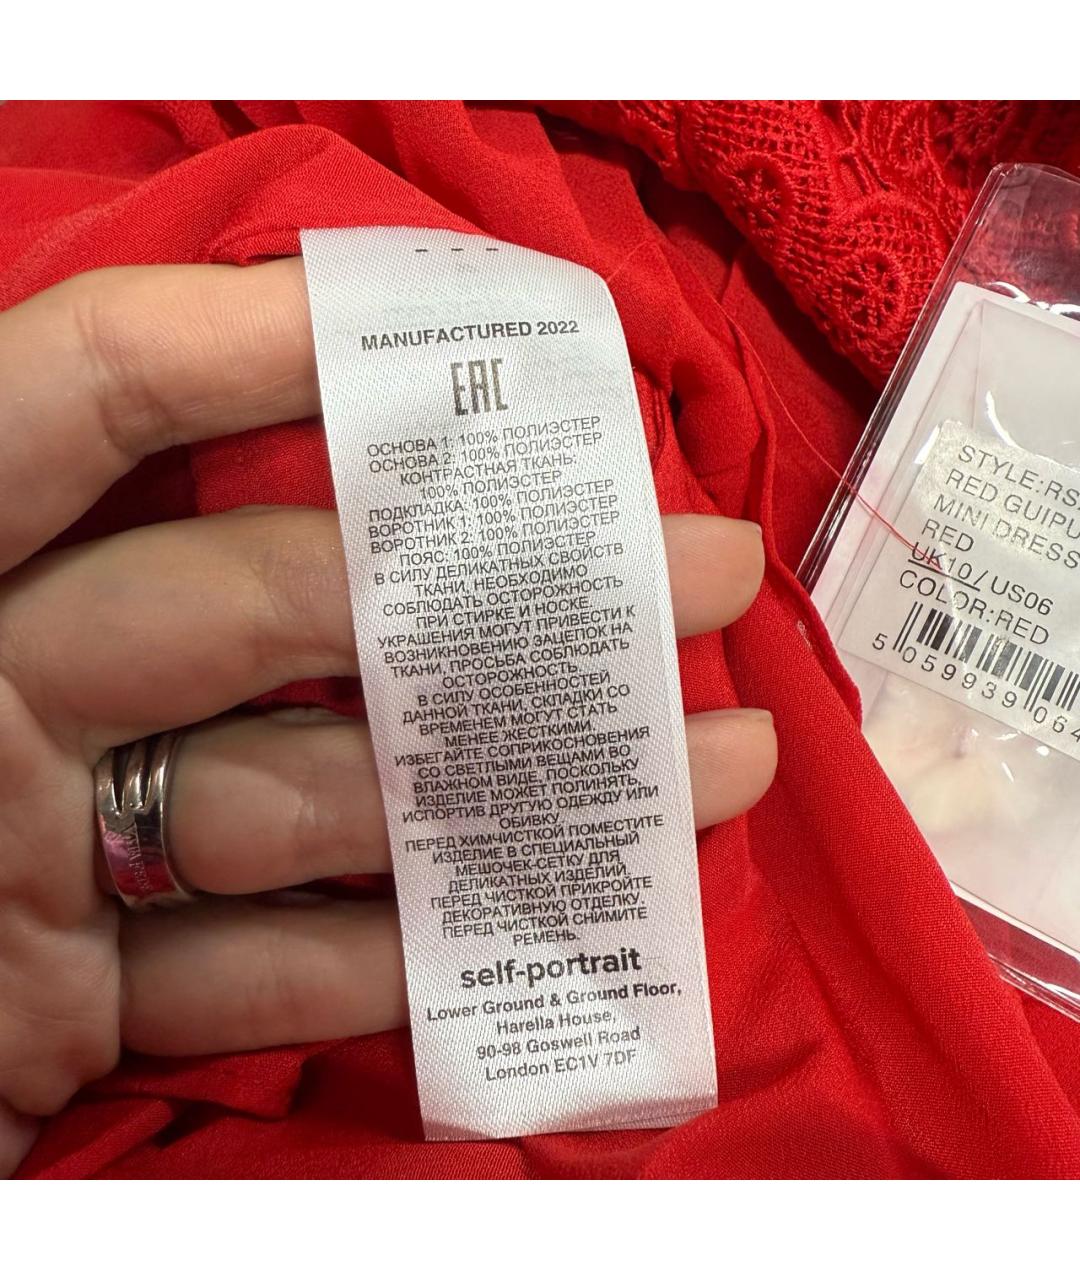 MANUFACTURED 2022
EAC
ОСНОВА 1: 100% ПОЛИЭСТЕР
ОСНОВА 2: 100% ПОЛИЭСТЕР
КОНТРАСТНАЯ ТКАНЬ:
100% ПОЛИЭСТЕР
ПОДКЛАДКА: 100% ПОЛИЭСТЕР
ВОРОТНИК 1: 100% ПОЛИЭСТЕР
ВОРОТНИК 2: 100% ПОЛИЭСТЕР
ПОЯС: 100% ПОЛИЭСТЕР
В СИЛУ ДЕЛИКАТНЫХ СВОЙСТВ
ТКАНИ, НЕОБХОДИМО
СОБЛЮДАТЬ ОСТОРОЖНОСТЬ
ПРИ СТИРКЕ И НОСКЕ
УКРАШЕНИЯ МОГУТ ПРИВЕСТИ К
ВОЗНИКНОВЕНИЮ ЗАЦЕПОК НА
ТКАНИ, ПРОСЬБА СОБЛЮДАТЬ
ОСТОРОЖНОСТЬ
В СИЛУ ОСОБЕННОСТЕЙ
ДАННОЙ ТКАНИ, СКЛАДКИ СО
ВРЕМЕНЕМ МОГУТ СТАТЬ
МЕНЕЕ ЖЕСТКИМИ.
ИЗБЕГАЙТЕ СОПРИКОСНОВЕНИЯ
СО СВЕТЛЫМИ ВЕЩАМИ ВО
ВЛАЖНОМ ВИДЕ, ПОСКОЛЬКУ
ИЗДЕЛИЕ МОЖЕТ ПОЛИНЯТЬ,
ИСПОРТИВ ДРУГУЮ ОДЕЖДУ ИЛИ
ОБИВКУ.
ПЕРЕД ХИМЧИСТКОЙ ПОМЕСТИТЕ
ИЗДЕЛИЕ В СПЕЦИАЛЬНЫЙ
МЕШОЧЕК-СЕТКУ ДЛЯ
ДЕЛИКАТНЫХ ИЗДЕЛИЙ.
ПЕРЕД ЧИСТКОЙ ПРИКРОЙТЕ
ДЕКОРАТИВНУЮ ОТДЕЛКУ.
ПЕРЕД ЧИСТКОЙ СНИМИТЕ
РЕМЕНЬ.
self-portrait
Lower Ground & Ground Floor,
Harella House,
90-98 Goswell Road
London EC1V 7DF
STYLE:RS
RED GUIPU
MINI DRESS
RED
UK10/US06
COLOR:RED
5 059939 064